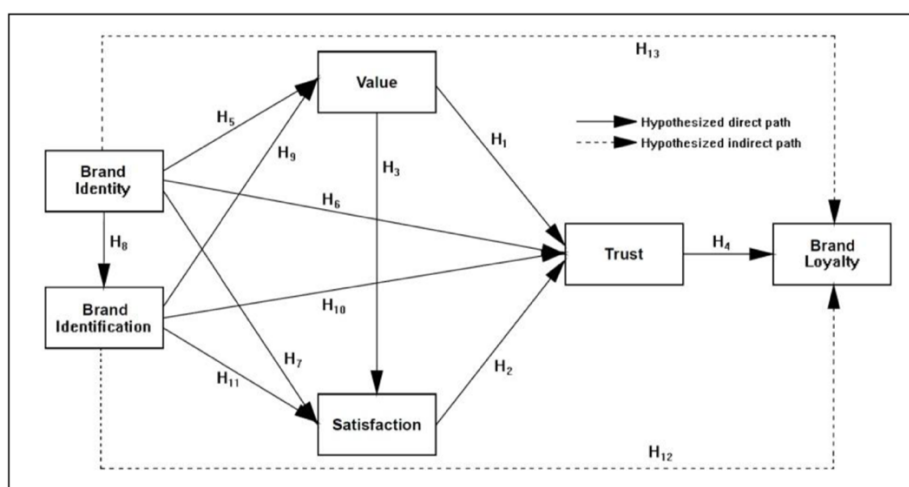 H13
Value
H5
H1
Hypothesized direct path
Hypothesized indirect path
H9
H3
Brand
Identity
H6
H8
Trust
H4
Brand
Loyalty
Brand
Identification
H10
H7
H11
H2
Satisfaction
H12